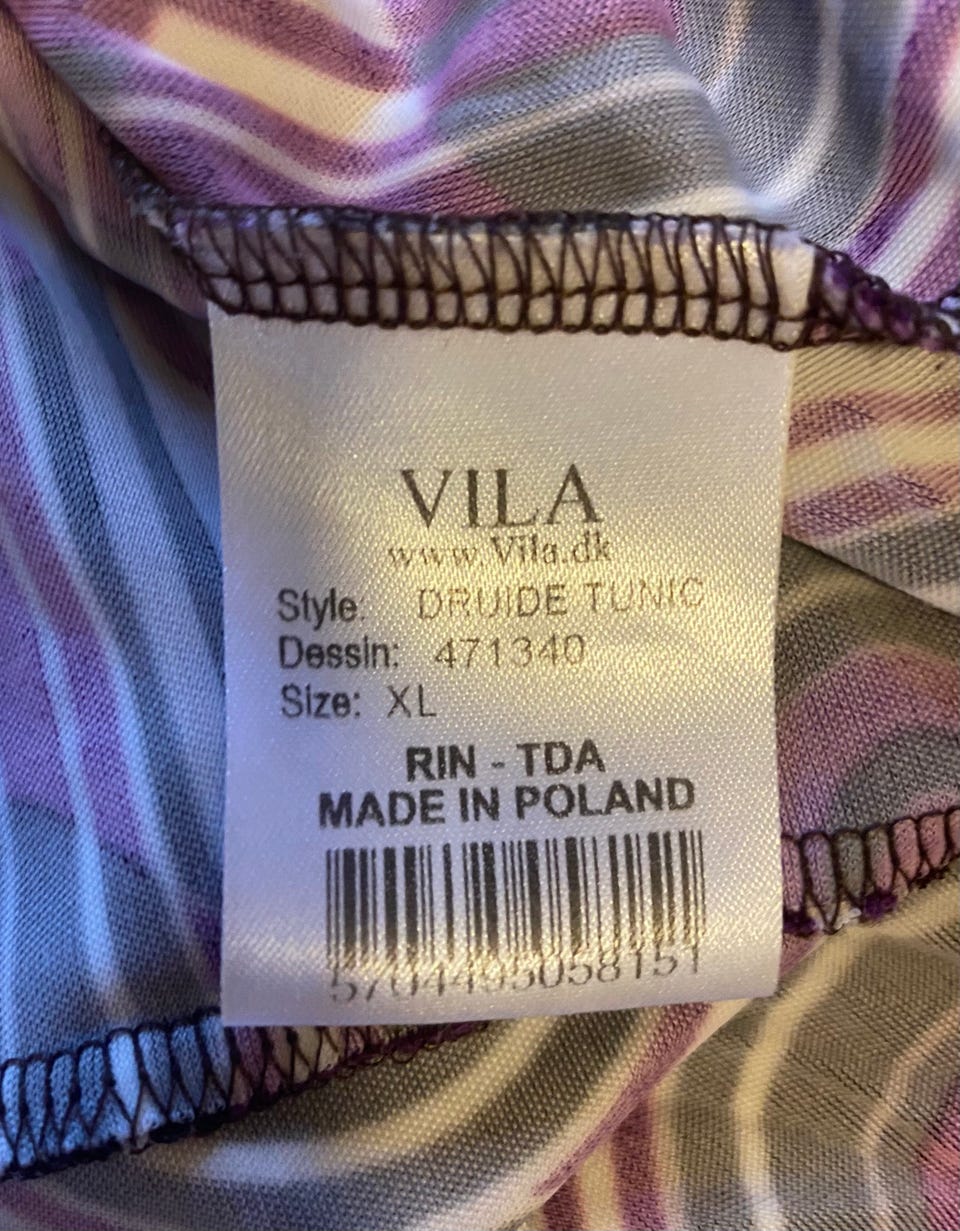 VILA
www.Vila.dk
Style: DRUIDE TUNIC
Dessin: 471340
Size: XL
RIN - TDA
MADE IN POLAND
5704495058151